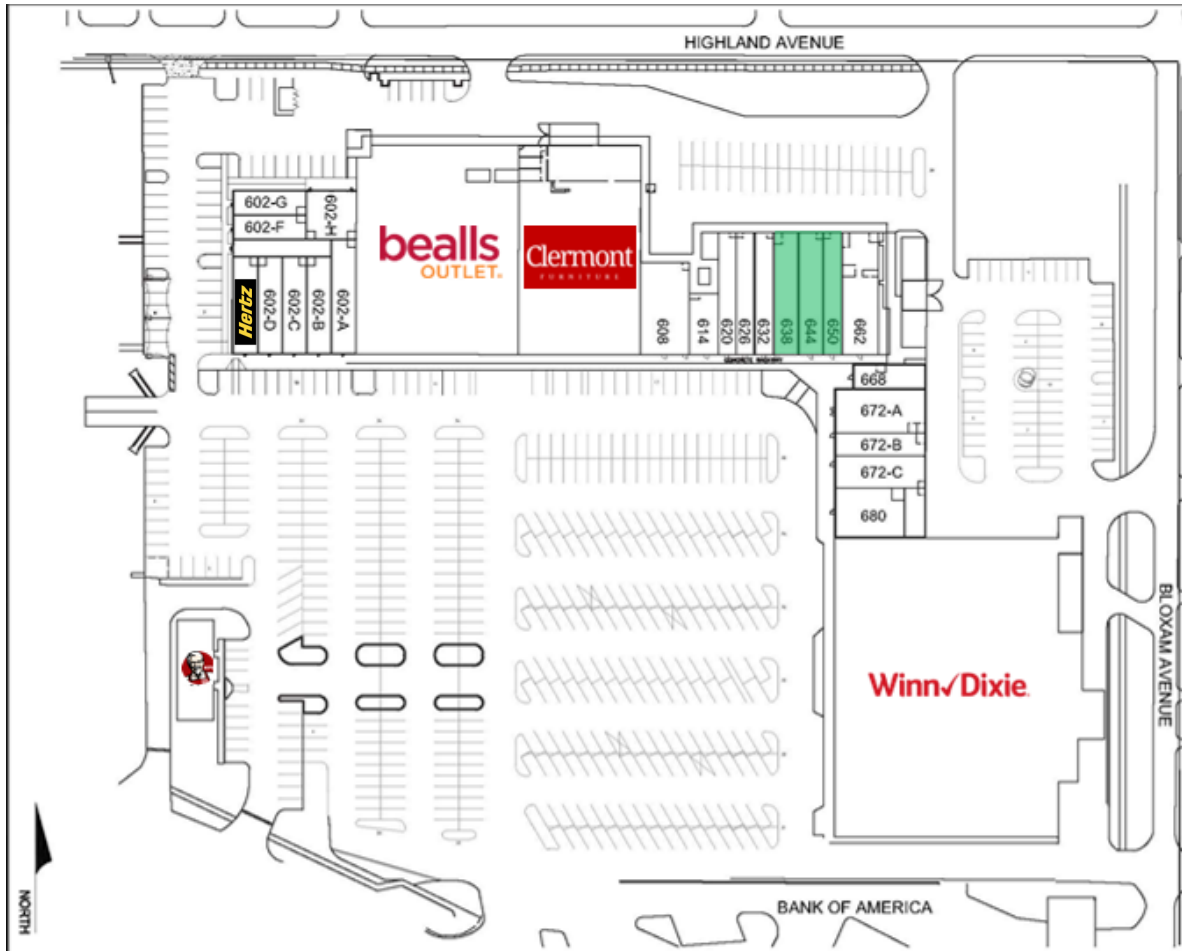 HIGHLAND AVENUE
602-G
602-F
602-H
bealls
OUTLET.
Clermont
FURNITURE
Hertz
602-D
602-C
602-B
602-A
608
614
620
626
632
638
644
650
662
668
672-A
672-B
672-C
680
Winn Dixie
BLOXAM AVENUE
BANK OF AMERICA
NORTH